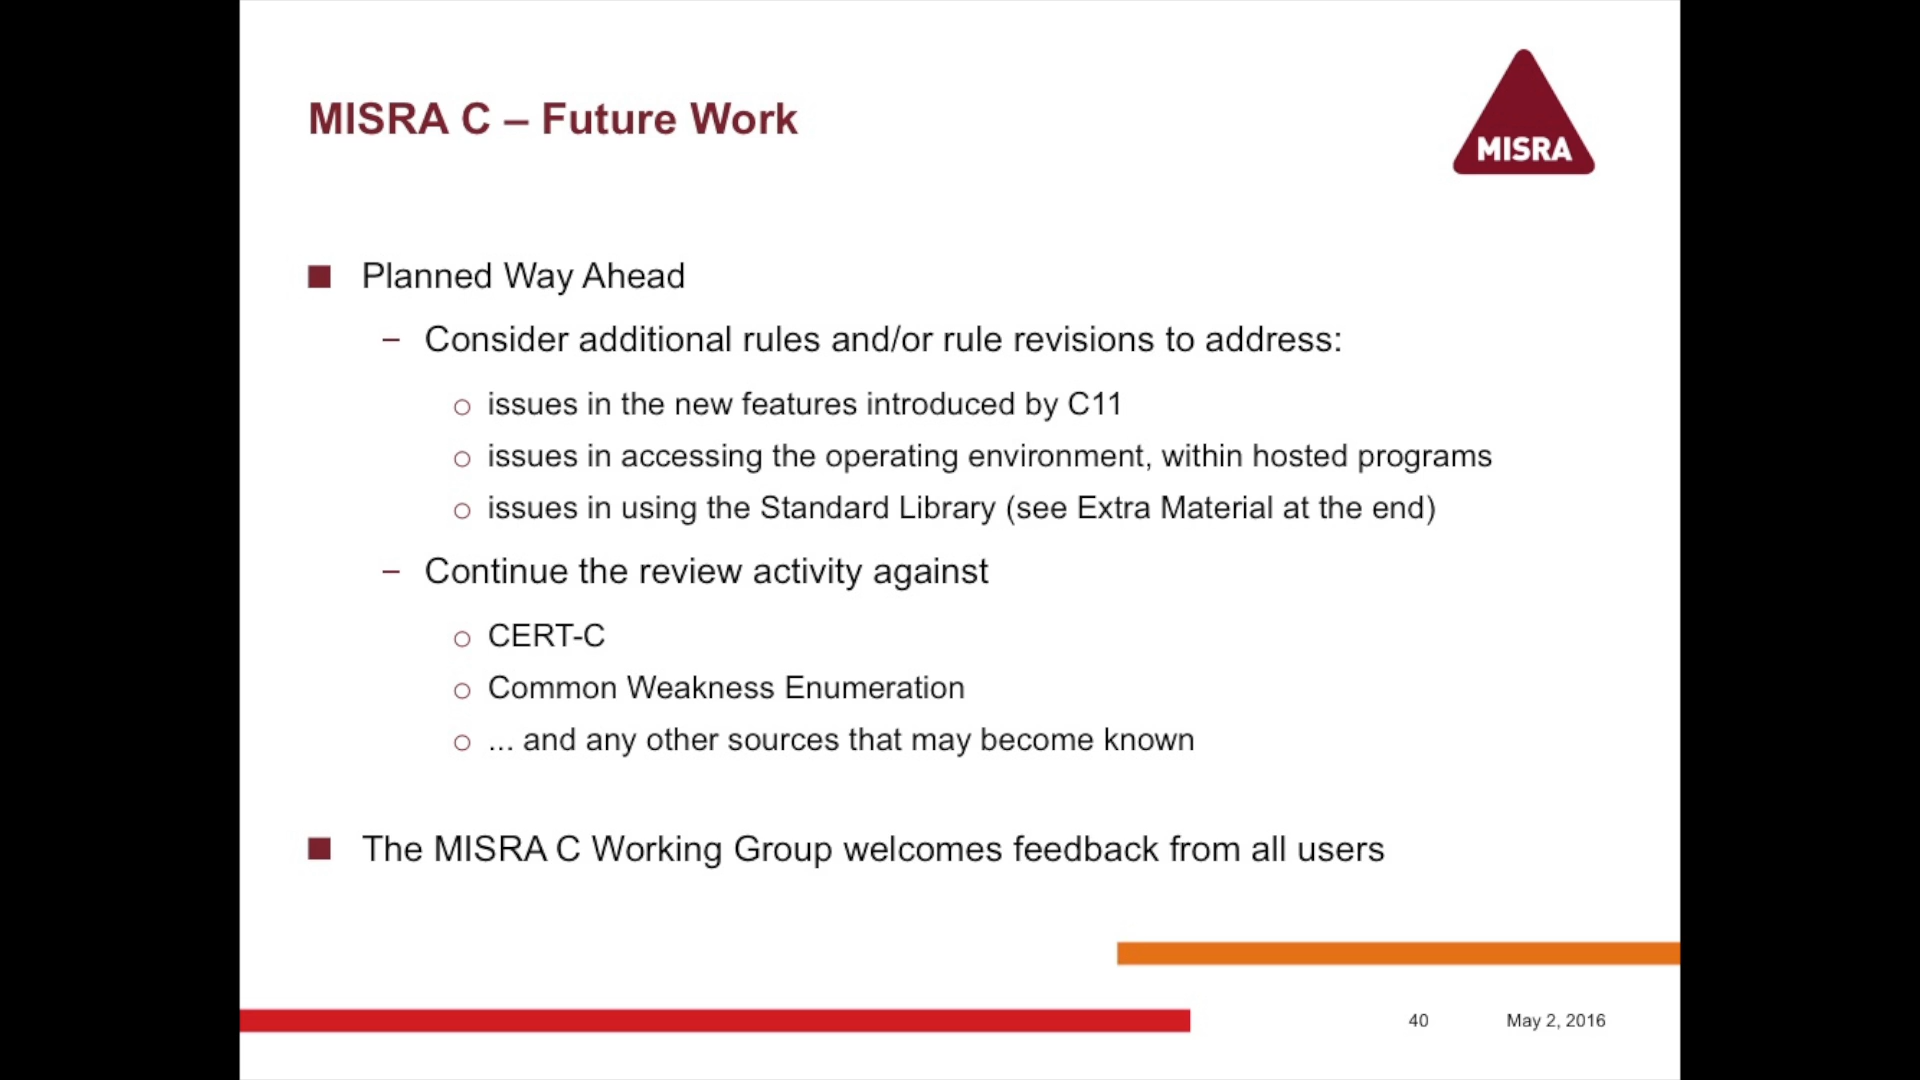 MISRA C – Future Work
MISRA
Planned Way Ahead
– Consider additional rules and/or rule revisions to address:
○ issues in the new features introduced by C11
○ issues in accessing the operating environment, within hosted programs
○ issues in using the Standard Library (see Extra Material at the end)
– Continue the review activity against
○ CERT-C
○ Common Weakness Enumeration
○ ... and any other sources that may become known
The MISRA C Working Group welcomes feedback from all users
40 May 2, 2016